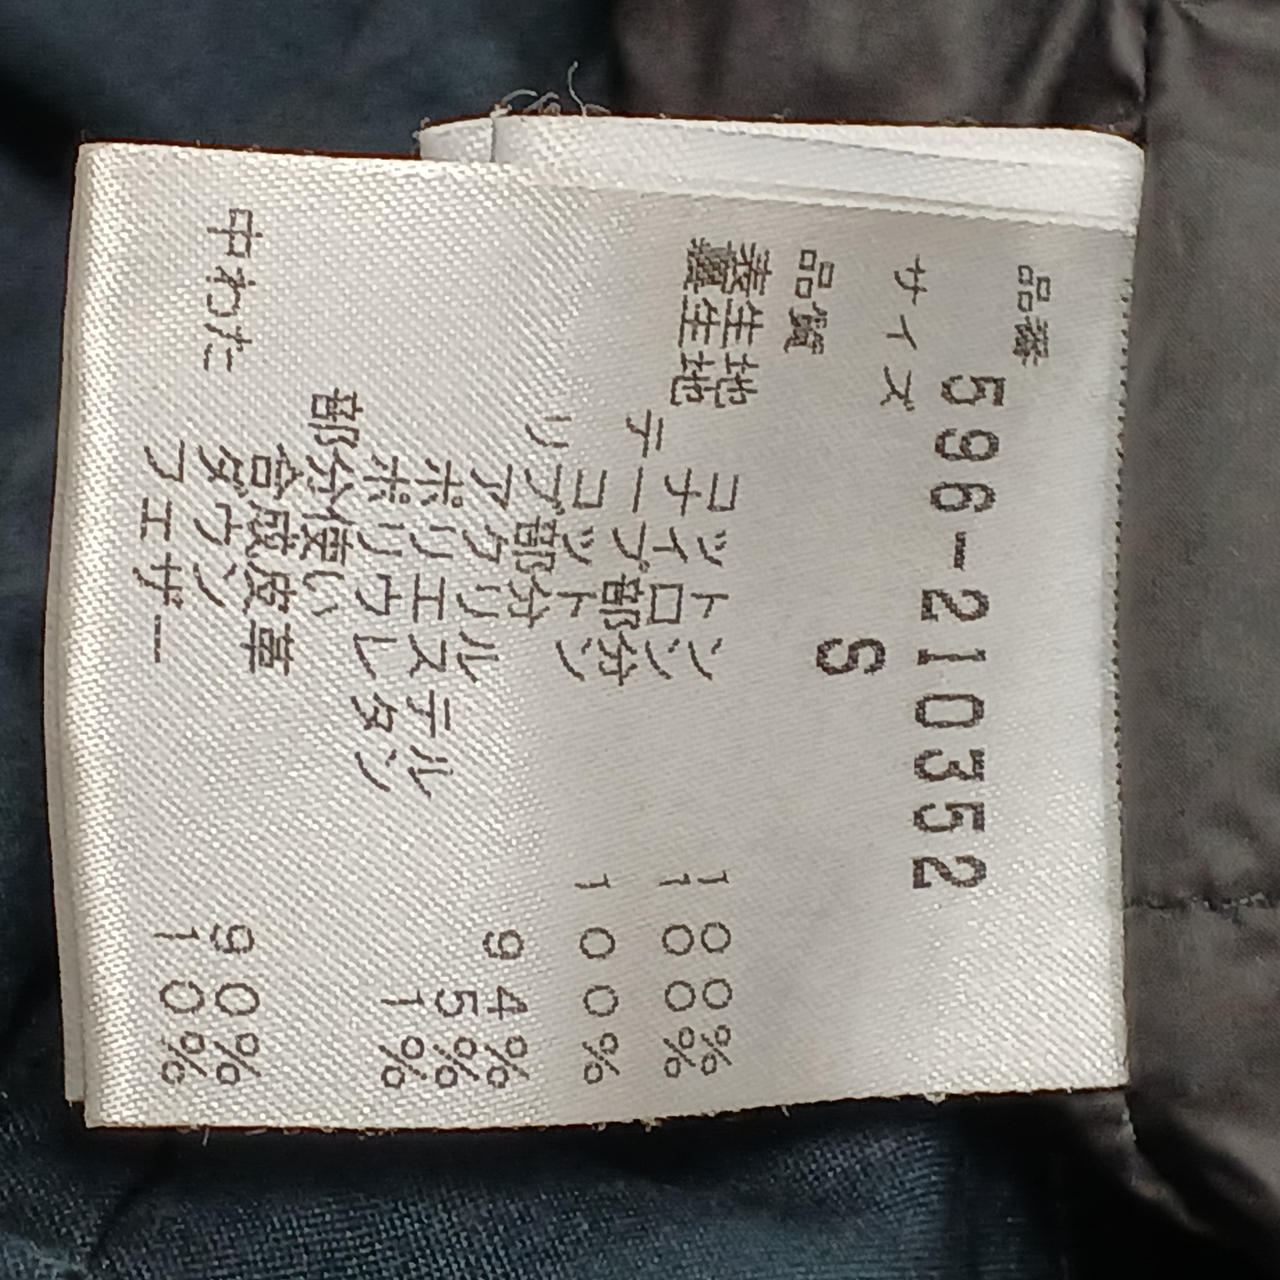 品番
596-210352
サイズ
S
品質
表生地 コットン 100%
裏生地 ナイロン 100%
テープ部分
コットン 100%
リブ部分
アクリル 94%
ポリエステル 5%
ポリウレタン 1%
部分使い
合成皮革
中わた ダウン 90%
フェザー 10%